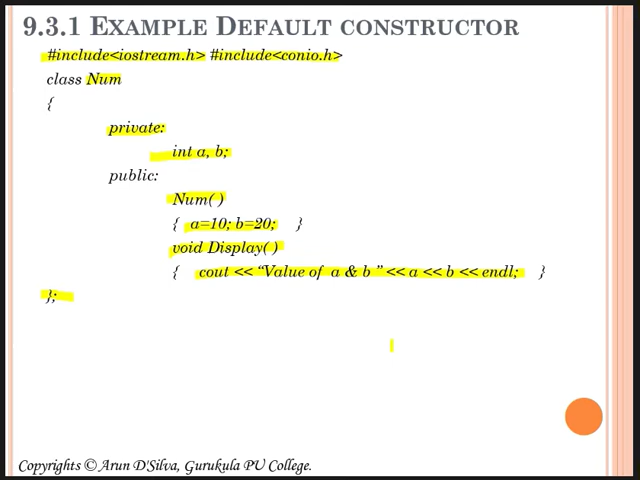 9.3.1 EXAMPLE DEFAULT CONSTRUCTOR
#include<iostream.h> #include<conio.h>
class Num
{
private:
int a, b;
public:
Num( )
{ a=10; b=20; }
void Display( )
{ cout << “Value of a & b ” << a << b << endl; }
};
Copyrights © Arun D'Silva, Gurukula PU College.